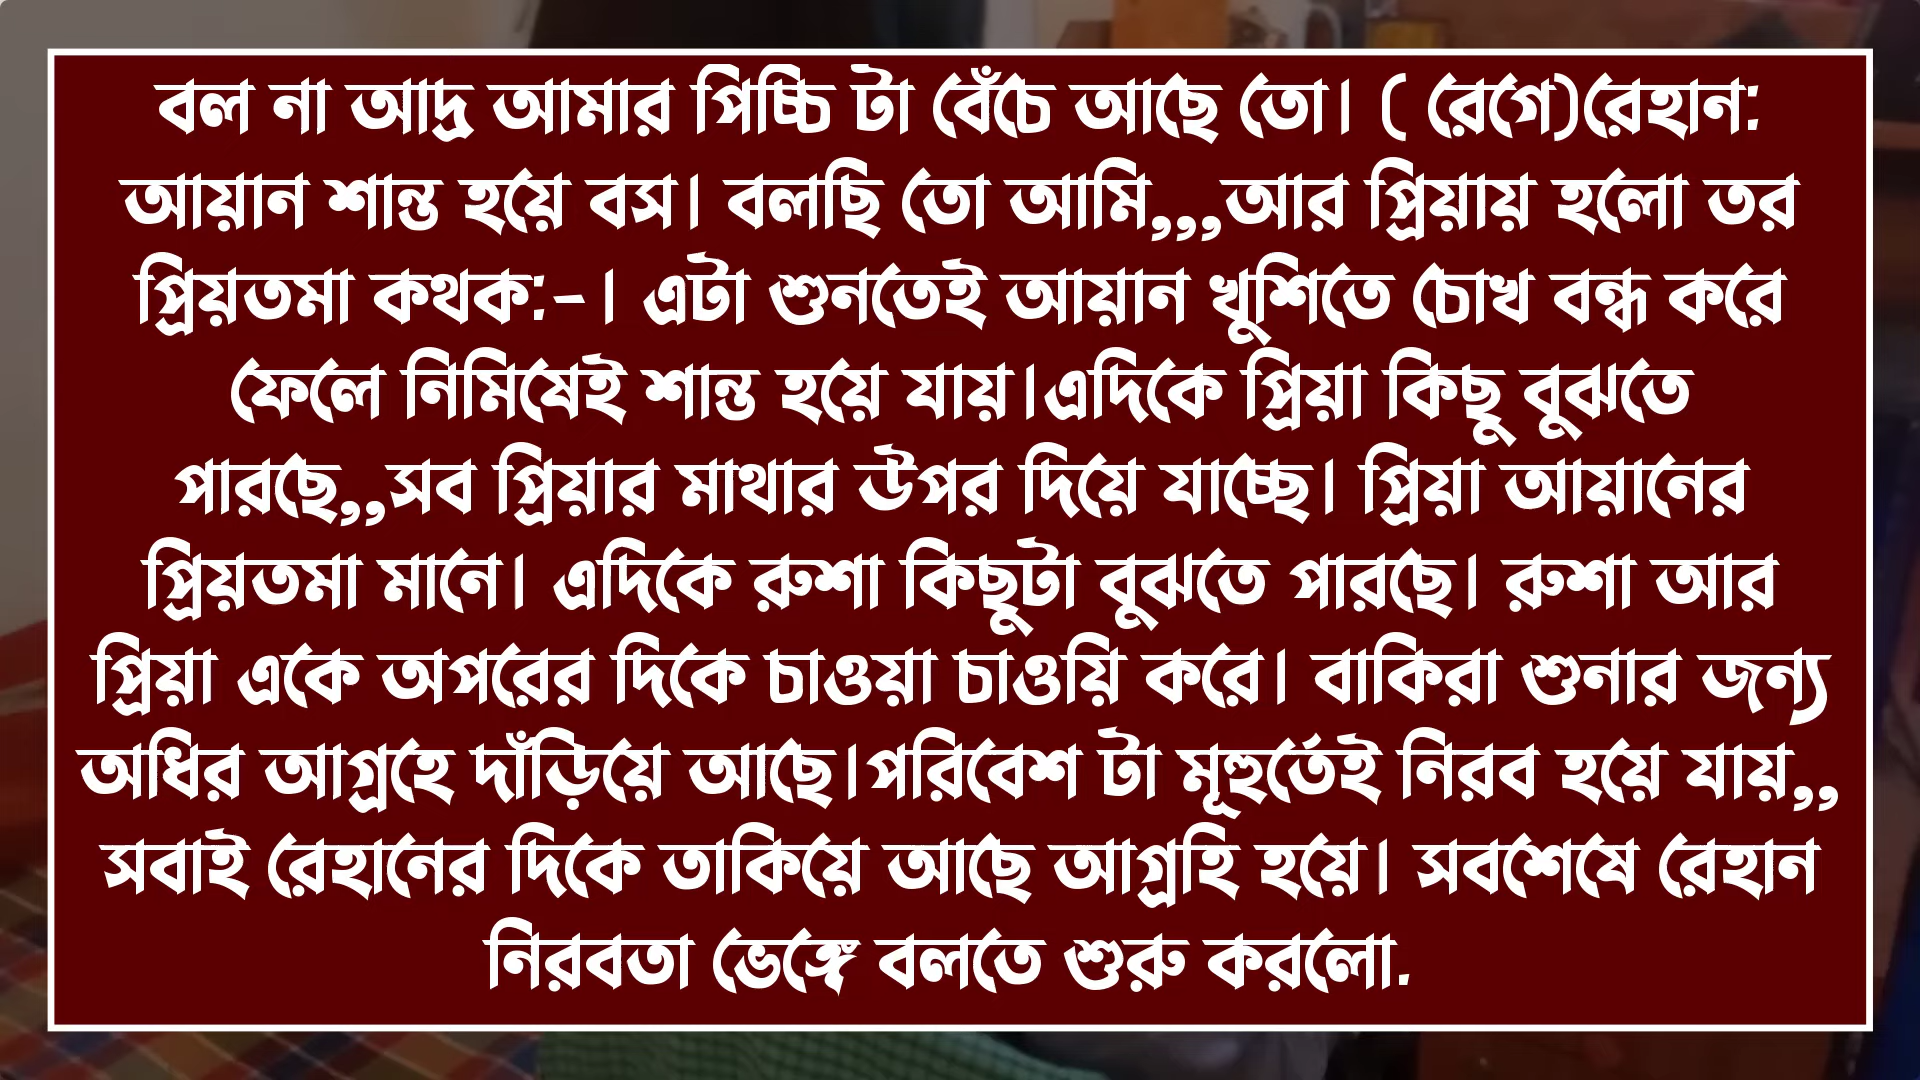 বল না আদ্র আমার পিচ্চি টা বেঁচে আছে তো। ( রেগে)রেহান:
আয়ান শান্ত হয়ে বস। বলছি তো আমি,,,আর প্রিয়ায় হলো তর
প্রিয়তমা কথক:-। এটা শুনতেই আয়ান খুশিতে চোখ বন্ধ করে
ফেলে নিমিষেই শান্ত হয়ে যায়।এদিকে প্রিয়া কিছু বুঝতে
পারছে,,সব প্রিয়ার মাথার উপর দিয়ে যাচ্ছে। প্রিয়া আয়ানের
প্রিয়তমা মানে। এদিকে রুশা কিছুটা বুঝতে পারছে। রুশা আর
প্রিয়া একে অপরের দিকে চাওয়া চাওয়ি করে। বাকিরা শুনার জন্য
অধির আগ্রহে দাঁড়িয়ে আছে।পরিবেশ টা মূহুর্তেই নিরব হয়ে যায়,,
সবাই রেহানের দিকে তাকিয়ে আছে আগ্রহি হয়ে। সবশেষে রেহান
নিরবতা ভেঙ্গে বলতে শুরু করলো.